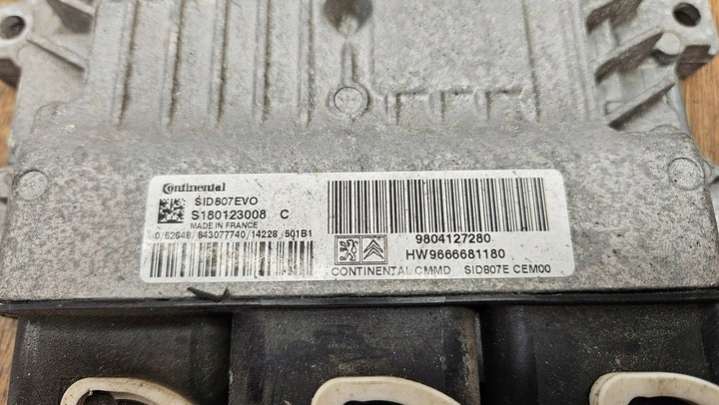 Continental
SID807EVO
S180123008 C
MADE IN FRANCE
0/52648/843077740/14228/501B1
9804127280
HW9666681180
CONTINENTAL CMMD SID807E CEM00